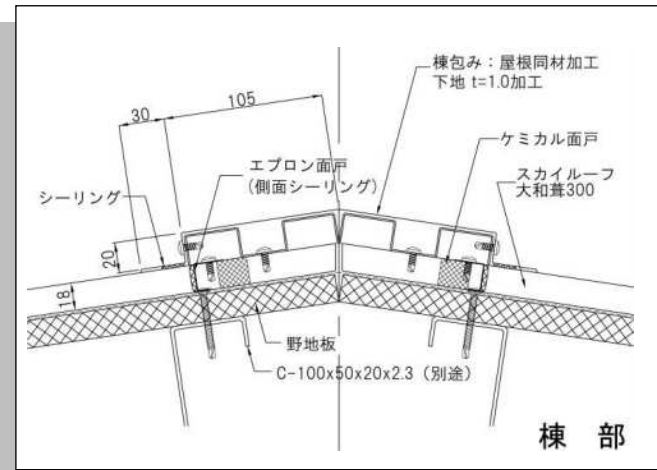 棟包み：屋根同材加工
下地 t=1.0加工
105
30
ケミカル面戸
エプロン面戸
(側面シーリング)
スカイルーフ
大和葺300
シーリング
20
18
野地板
C-100x50x20x2.3（別途）
棟 部